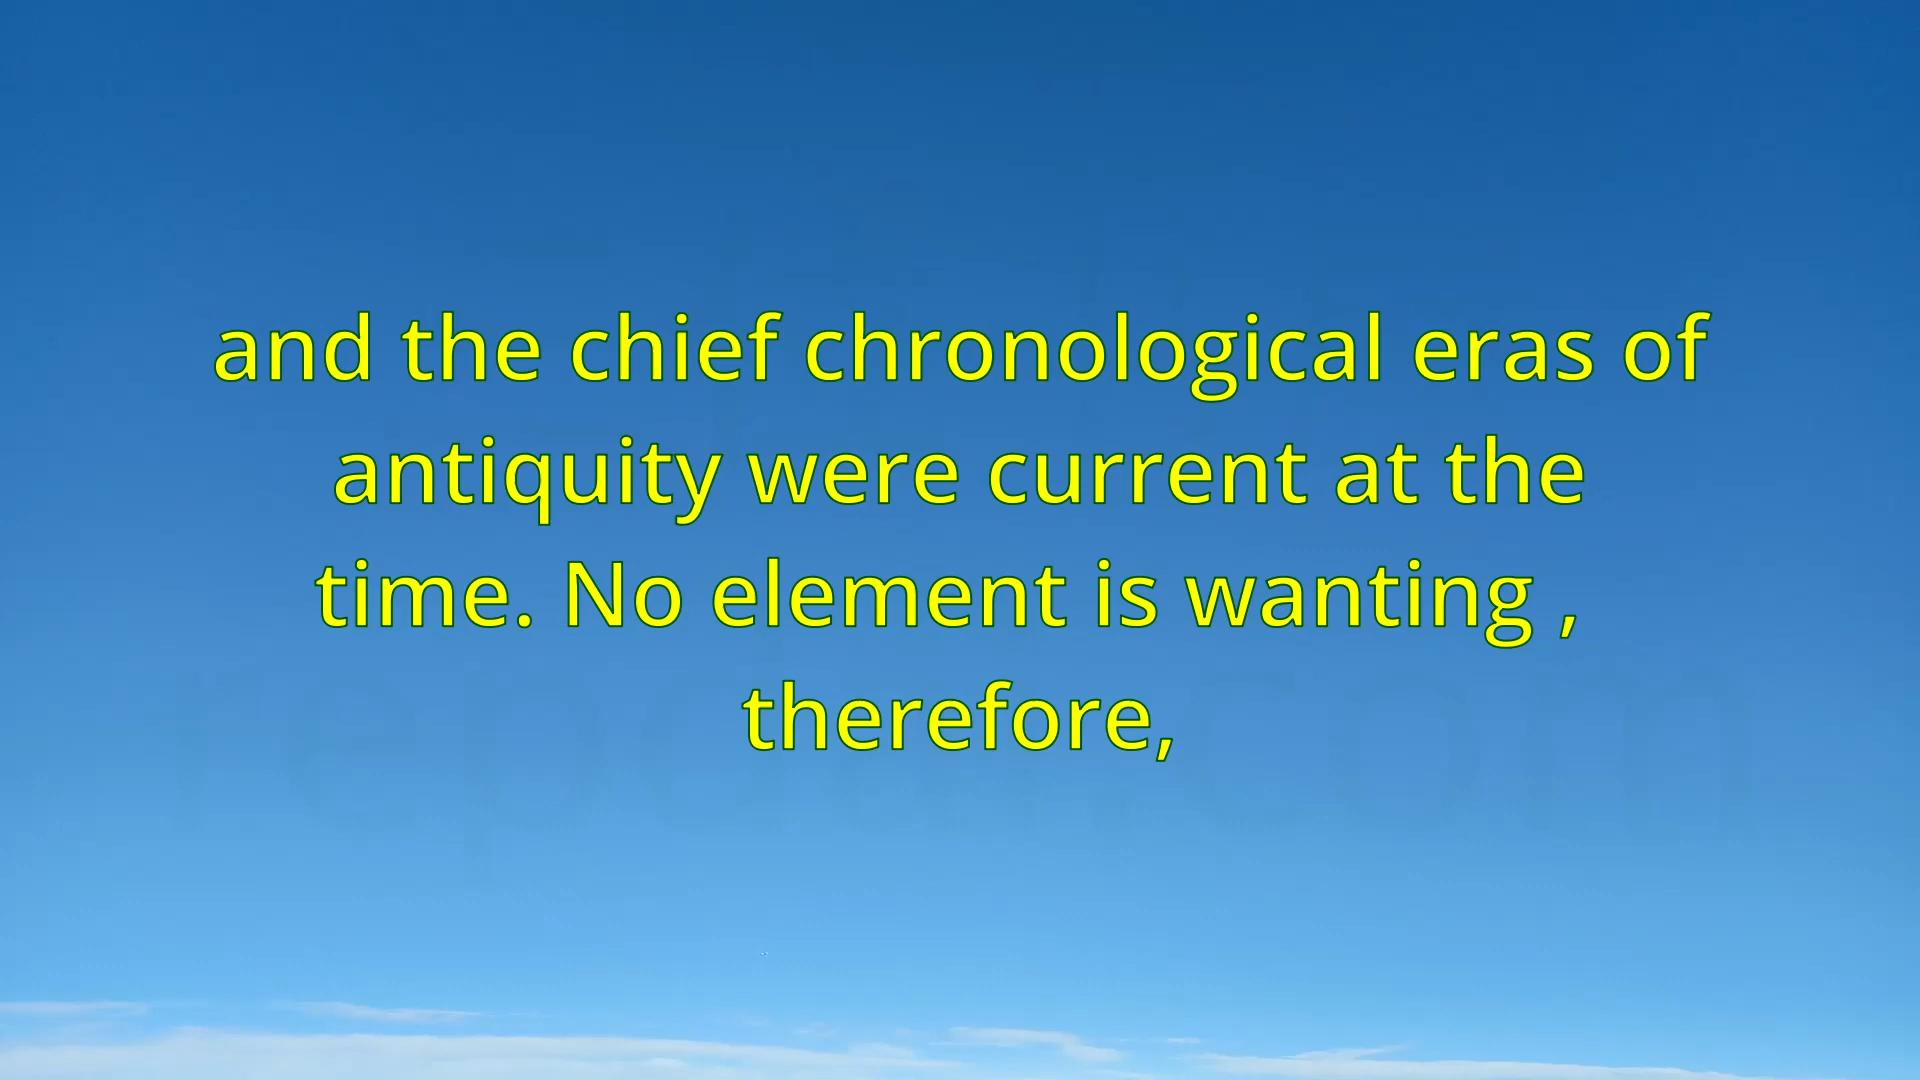 and the chief chronological eras of
antiquity were current at the
time. No element is wanting ,
therefore,